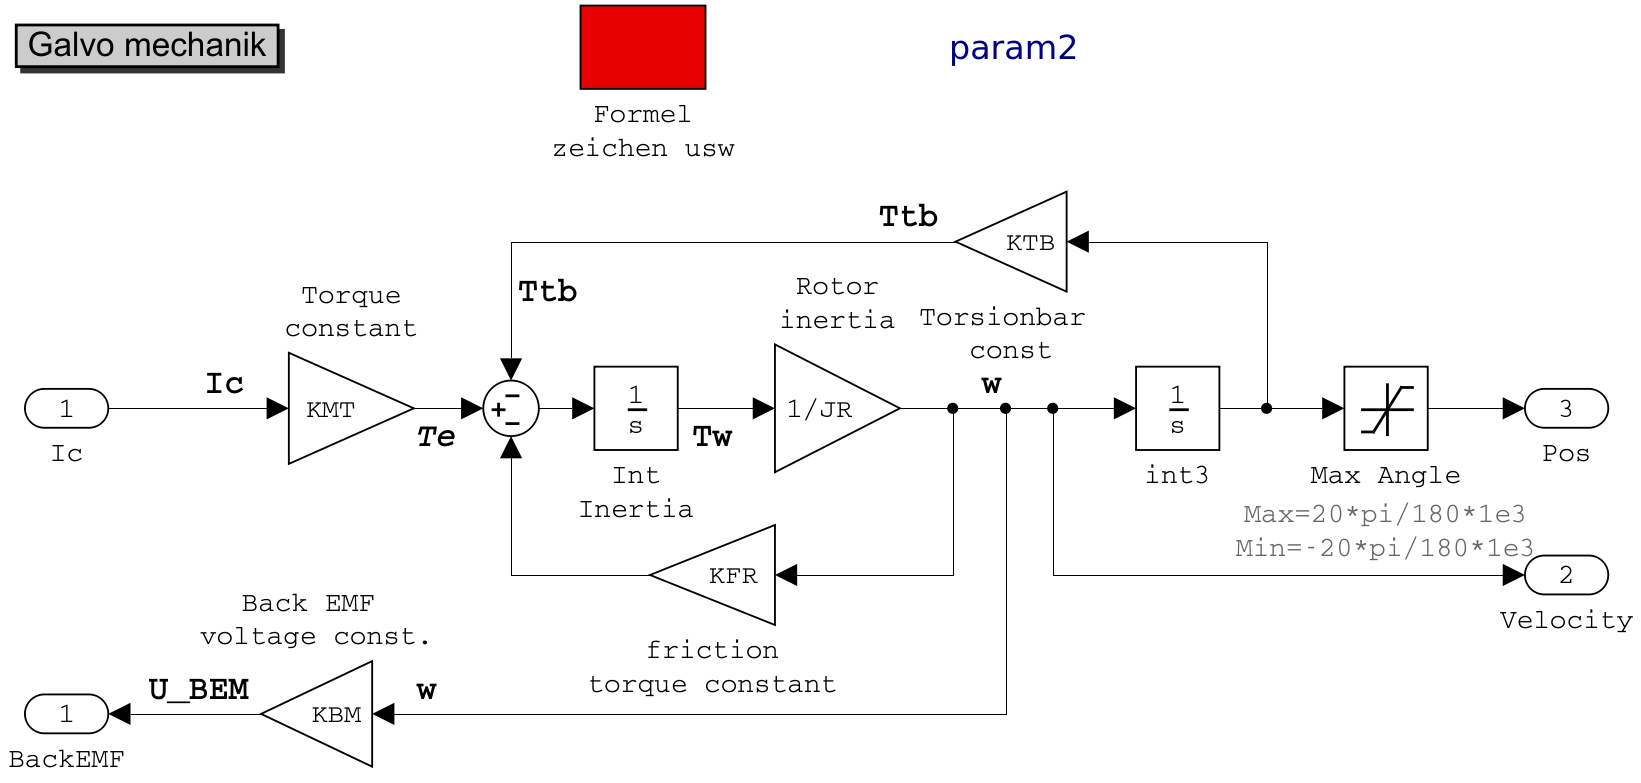 Galvo mechanik
param2
Formel
zeichen usw
Ttb
KTB
Ttb
Rotor
inertia
Torque
constant
Torsionbar
const
Ic
w
1
Ic
KMT
Te
+
−
−
1
s
Int
Inertia
Tw
1/JR
1
s
int3
Max Angle
Max=20*pi/180*1e3
Min=-20*pi/180*1e3
3
Pos
KFR
friction
torque constant
2
Velocity
Back EMF
voltage const.
U_BEM
w
KBM
1
BackEMF